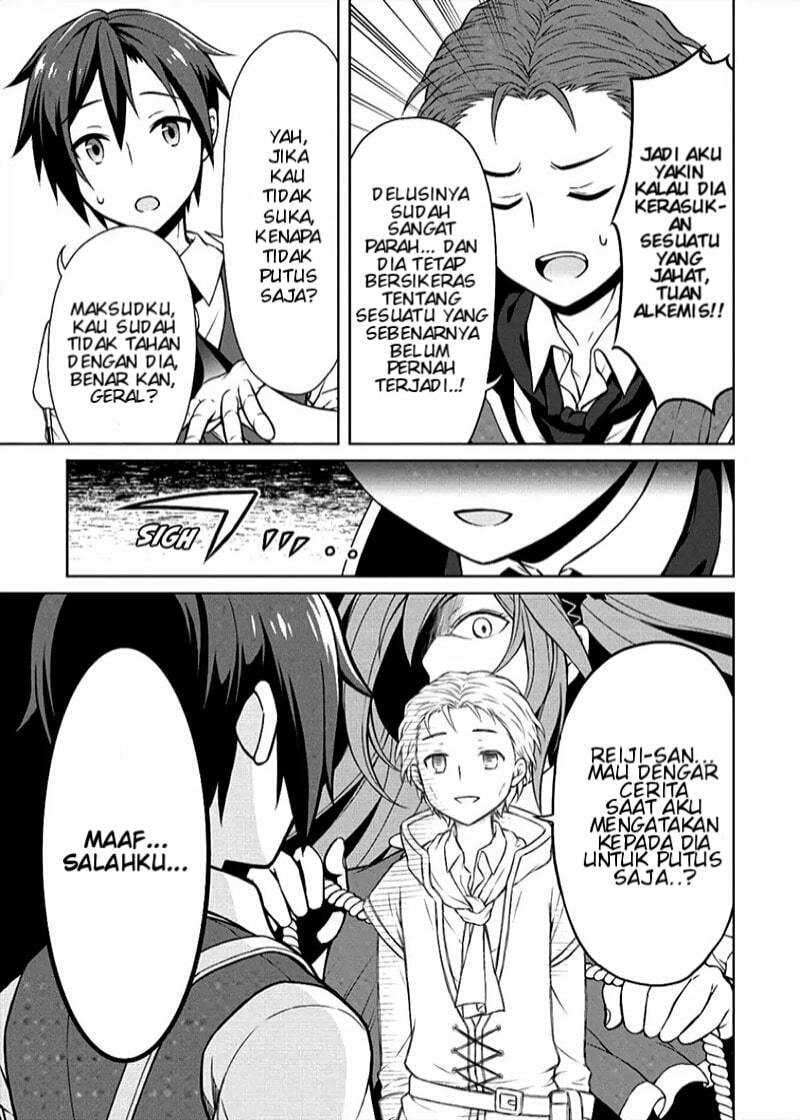 JADI AKU
YAKIN
KALAU DIA
KERASUK-
AN
SESUATU
YANG
JAHAT,
TUAN
ALKEMIS!!
DELUSINYA
SUDAH
SANGAT
PARAH... DAN
DIA TETAP
BERSIKERAS
TENTANG
SESUATU YANG
SEBENARNYA
BELUM
PERNAH
TERJADI..!
YAH,
JIKA
KAU
TIDAK
SUKA,
KENAPA
TIDAK
PUTUS
SAJA?
MAKSUDKU,
KAU SUDAH
TIDAK TAHAN
DENGAN DIA,
BENAR KAN,
GERAL?
SIGH
REIJI-SAN...
MAU DENGAR
CERITA
SAAT AKU
MENGATAKAN
KEPADA DIA
UNTUK PUTUS
SAJA..?
MAAF...
SALAHKU...